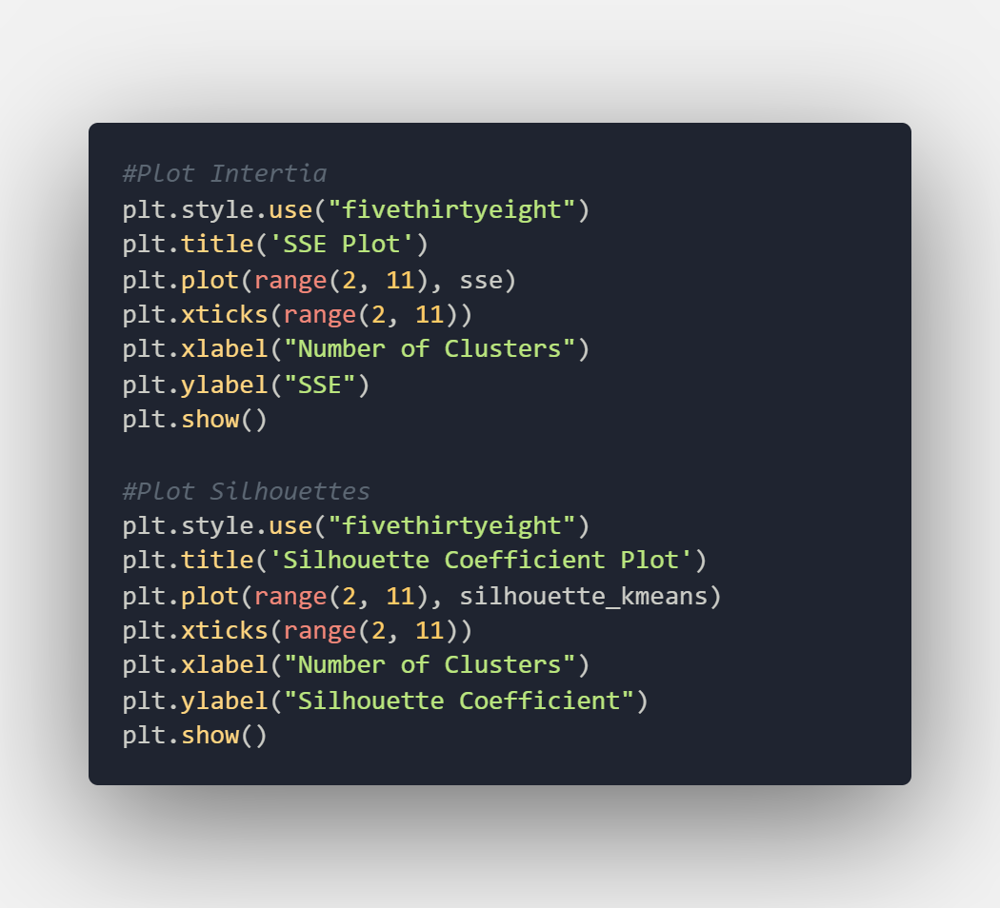 #Plot Intertia
plt.style.use("fivethirtyeight")
plt.title('SSE Plot')
plt.plot(range(2, 11), sse)
plt.xticks(range(2, 11))
plt.xlabel("Number of Clusters")
plt.ylabel("SSE")
plt.show()

#Plot Silhouettes
plt.style.use("fivethirtyeight")
plt.title('Silhouette Coefficient Plot')
plt.plot(range(2, 11), silhouette_kmeans)
plt.xticks(range(2, 11))
plt.xlabel("Number of Clusters")
plt.ylabel("Silhouette Coefficient")
plt.show()